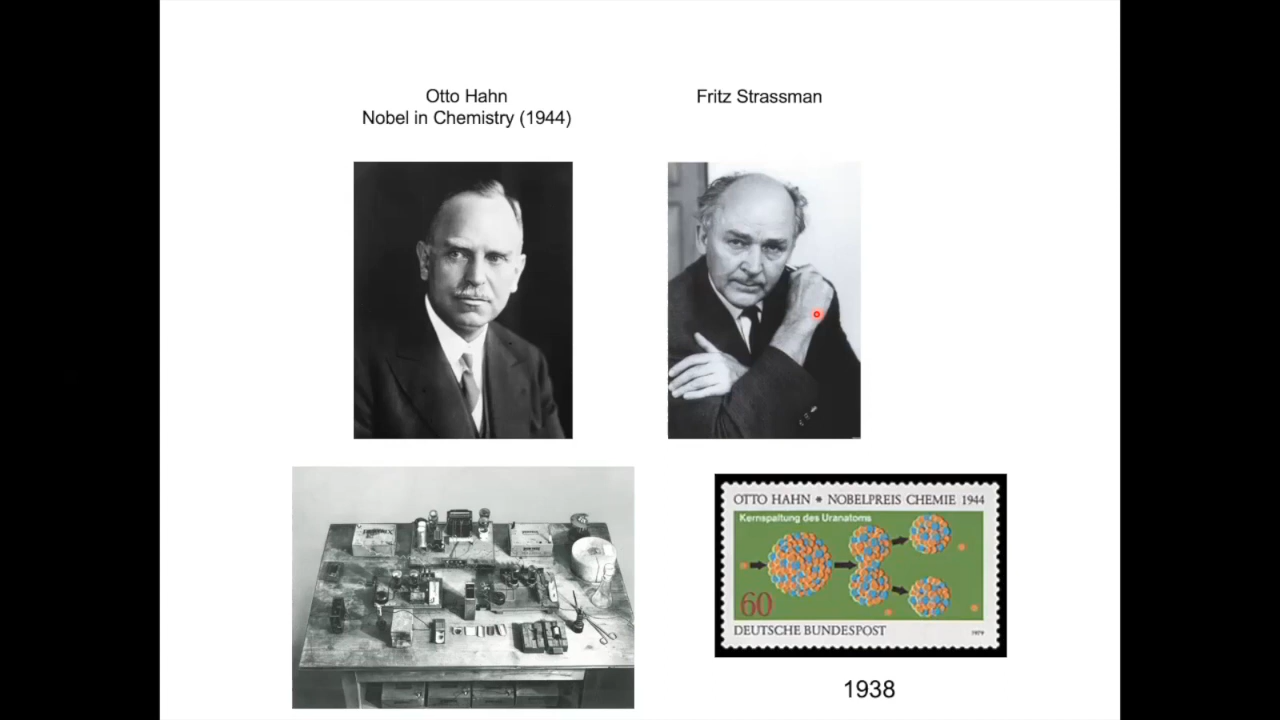 Otto Hahn
Nobel in Chemistry (1944)
Fritz Strassman
OTTO HAHN * NOBELPREIS CHEMIE 1944
Kernspaltung des Uranatoms
60
DEUTSCHE BUNDESPOST
1979
1938